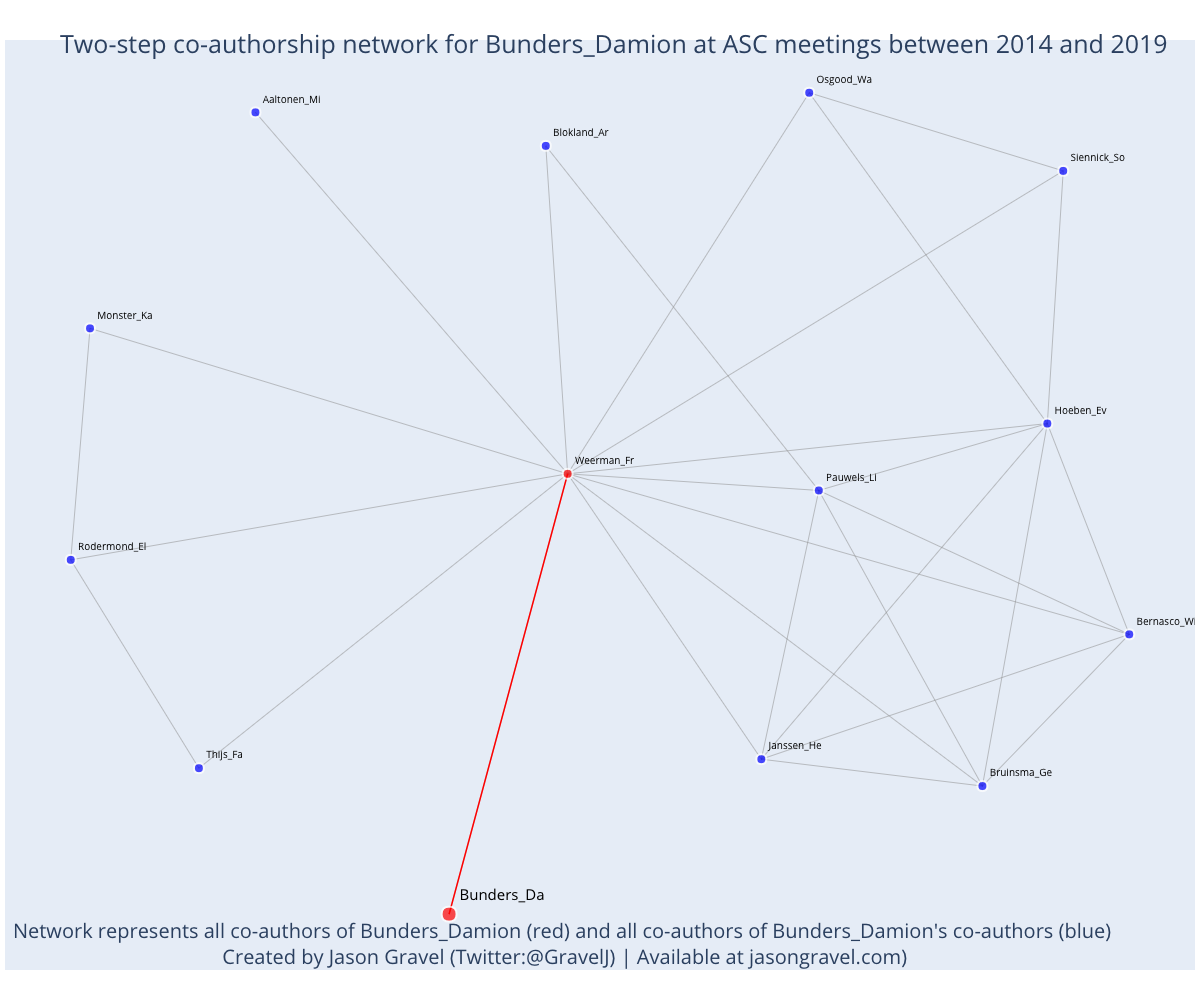 Two-step co-authorship network for Bunders_Damion at ASC meetings between 2014 and 2019
Osgood_Wa
Aaltonen_Mi
Blokland_Ar
Siennick_So
Monster_Ka
Hoeben_Ev
Weerman_Fr
Pauwels_Li
Rodermond_El
Bernasco_Wi
Janssen_He
Thijs_Fa
Bruinsma_Ge
Bunders_Da
Network represents all co-authors of Bunders_Damion (red) and all co-authors of Bunders_Damion's co-authors (blue)
Created by Jason Gravel (Twitter:@GravelJ) | Available at jasongravel.com)